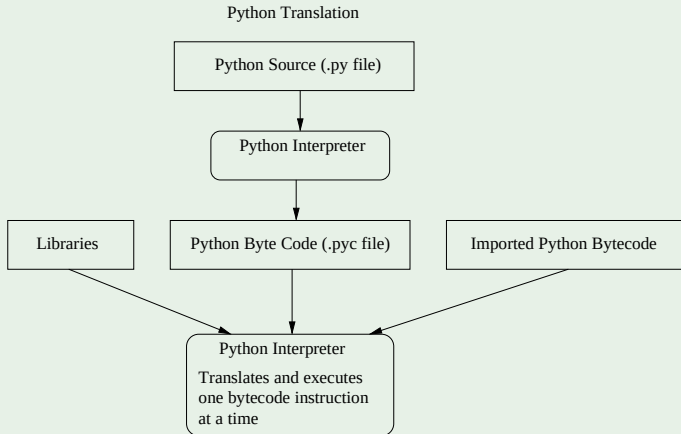 Python Translation
Python Source (.py file)
Python Interpreter
Libraries
Python Byte Code (.pyc file)
Imported Python Bytecode
Python Interpreter
Translates and executes
one bytecode instruction
at a time